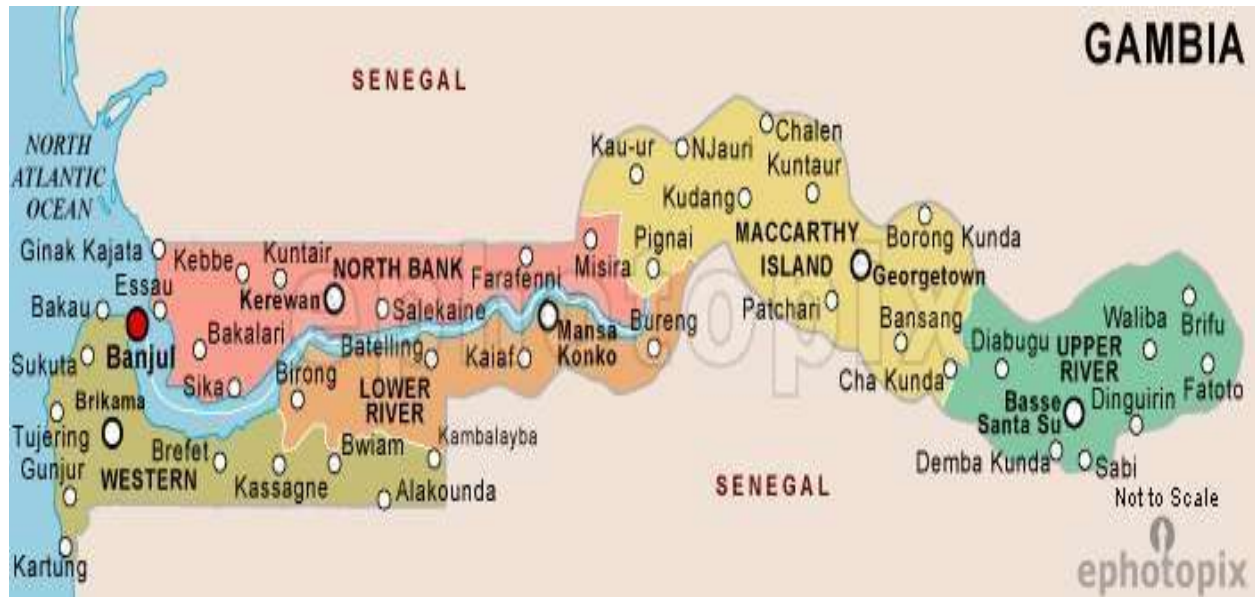 GAMBIA
SENEGAL
NORTH
ATLANTIC
OCEAN
Chalen
Kau-ur
NJauri
Kuntaur
Kudang
Ginak Kajata
Kebbe
Kuntair
NORTH BANK
Farafenni
Misira
Pignai
MACCARTHY
ISLAND
Borong Kunda
Georgetown
Essau
Bakau
Kerewan
Salekaine
Patchari
Bansang
Banjul
Bakalari
Batelling
Kaiaf
Mansa
Konko
Bureng
Diabugu
Waliba
Brifu
Sukuta
Sika
Birong
LOWER
RIVER
Cha Kunda
UPPER
RIVER
Fatoto
Brikama
Basse
Santa Su
Dinguirin
Tujering
Brefet
Bwiam
Kambalayba
Gunjur
WESTERN
Kassagne
Alakounda
SENEGAL
Demba Kunda
Sabi
Not to Scale
Kartung
ephotopix
ephotopix